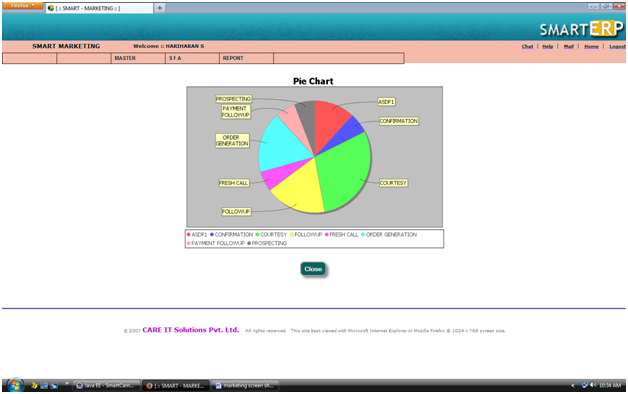 Firefox
[ :: SMART - MARKETING :: ]
SMARTERP
SMART MARKETING
Welcome :: HARIHARAN S
Chat | Help | Mail | Home | Logout
MASTER
S F A
REPORT
Pie Chart
PROSPECTING
ASDF1
PAYMENT
FOLLOWUP
CONFIRMATION
ORDER
GENERATION
FRESH CALL
COURTESY
FOLLOWUP
ASDF1 CONFIRMATION COURTESY FOLLOWUP FRESH CALL ORDER GENERATION
PAYMENT FOLLOWUP PROSPECTING
Close
© 2007 CARE IT Solutions Pvt. Ltd. All rights reserved. This site best viewed with Microsoft Internet Explorer or Mozilla Firefox @ 1024 x 768 screen size.
Java EE - SmartCam...
[ :: SMART - MARKE...
marketing screen sh...
10:34 AM